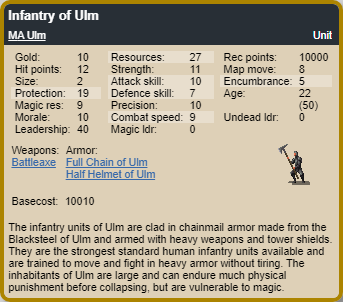 Infantry of Ulm
MA Ulm Unit
Gold: 10 Resources: 27 Rec points: 10000
Hit points: 12 Strength: 11 Map move: 8
Size: 2 Attack skill: 10 Encumbrance: 5
Protection: 19 Defence skill: 7 Age: 22
Magic res: 9 Precision: 10 (50)
Morale: 10 Combat speed: 9 Undead ldr: 0
Leadership: 40 Magic ldr: 0
Weapons: Armor:
Battleaxe Full Chain of Ulm
Half Helmet of Ulm
Basecost: 10010
The infantry units of Ulm are clad in chainmail armor made from the
Blacksteel of Ulm and armed with heavy weapons and tower shields.
They are the strongest standard human infantry units available and
are trained to move and fight in heavy armor without tiring. The
inhabitants of Ulm are large and can endure much physical
punishment before collapsing, but are vulnerable to magic.